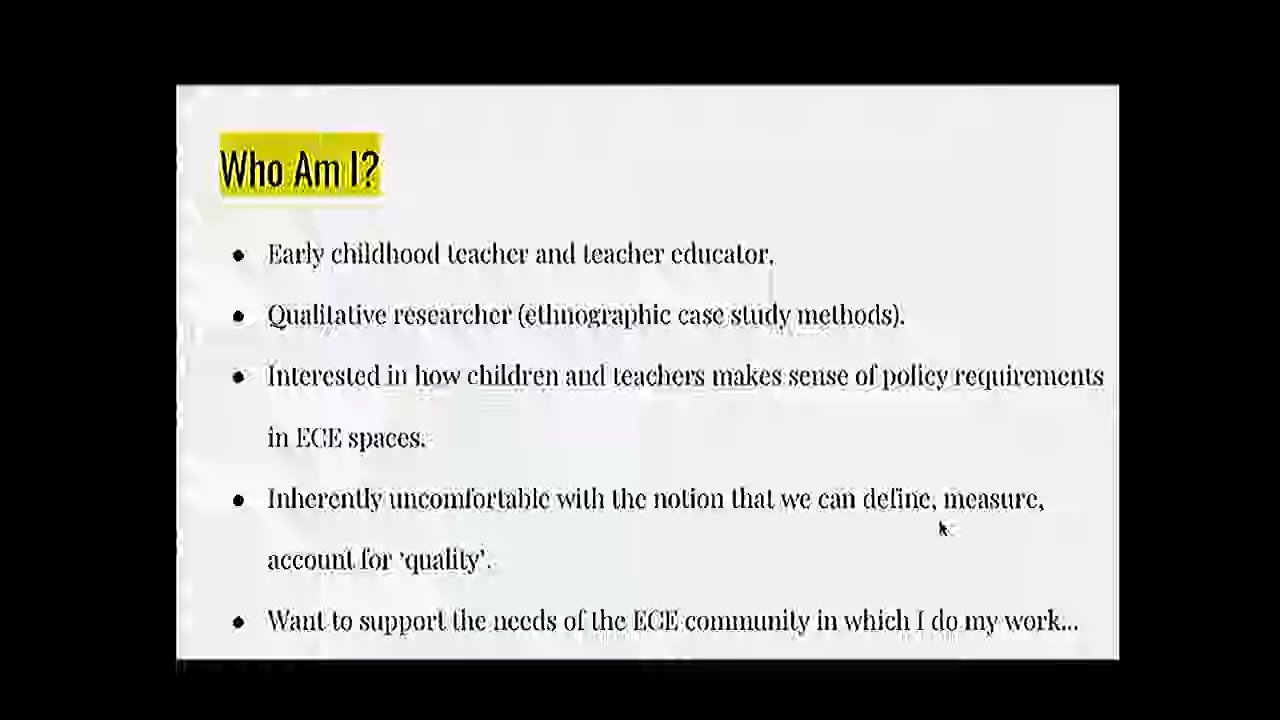 Who Am I?
● Early childhood teacher and teacher educator.
● Qualitative researcher (ethnographic case study methods).
● Interested in how children and teachers makes sense of policy requirements
in ECE spaces.
● Inherently uncomfortable with the notion that we can define, measure,
account for ‘quality’.
● Want to support the needs of the ECE community in which I do my work...